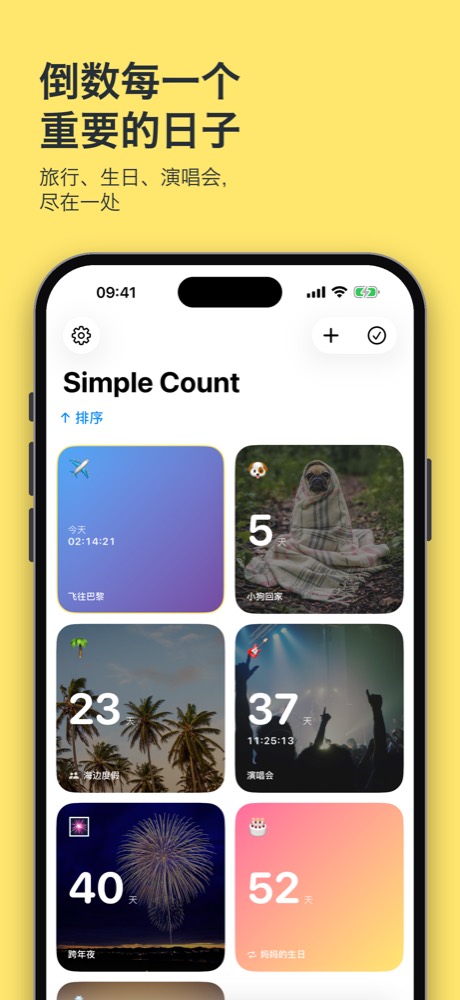 倒数每一个
重要的日子
旅行、生日、演唱会,
尽在一处
09:41
Simple Count
↑ 排序
今天
02:14:21
飞往巴黎
5 天
小狗回家
23 天
海边度假
37 天
11:25:13
演唱会
40 天
跨年夜
52 天
妈妈的生日